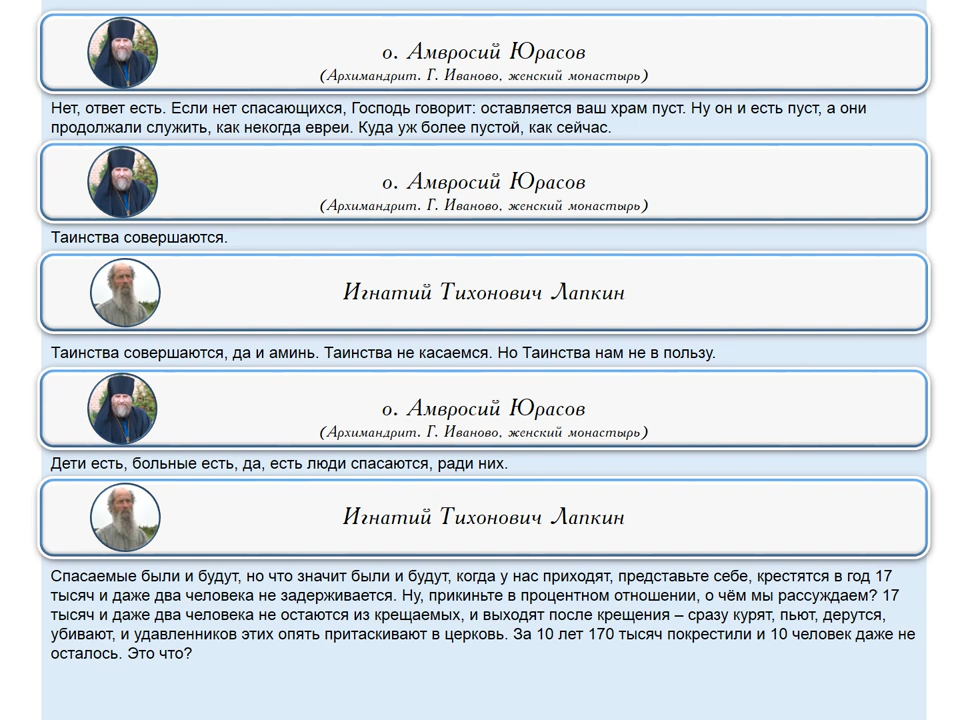 о. Амвросий Юрасов
(Архимандрит. Г. Иваново, женский монастырь)
Нет, ответ есть. Если нет спасающихся, Господь говорит: оставляется ваш храм пуст. Ну он и есть пуст, а они
продолжали служить, как некогда евреи. Куда уж более пустой, как сейчас.
о. Амвросий Юрасов
(Архимандрит. Г. Иваново, женский монастырь)
Таинства совершаются.
Игнатий Тихонович Лапкин
Таинства совершаются, да и аминь. Таинства не касаемся. Но Таинства нам не в пользу.
о. Амвросий Юрасов
(Архимандрит. Г. Иваново, женский монастырь)
Дети есть, больные есть, да, есть люди спасаются, ради них.
Игнатий Тихонович Лапкин
Спасаемые были и будут, но что значит были и будут, когда у нас приходят, представьте себе, крестятся в год 17
тысяч и даже два человека не задерживается. Ну, прикиньте в процентном отношении, о чём мы рассуждаем? 17
тысяч и даже два человека не остаются из крещаемых, и выходят после крещения – сразу курят, пьют, дерутся,
убивают, и удавленников этих опять притаскивают в церковь. За 10 лет 170 тысяч покрестили и 10 человек даже не
осталось. Это что?